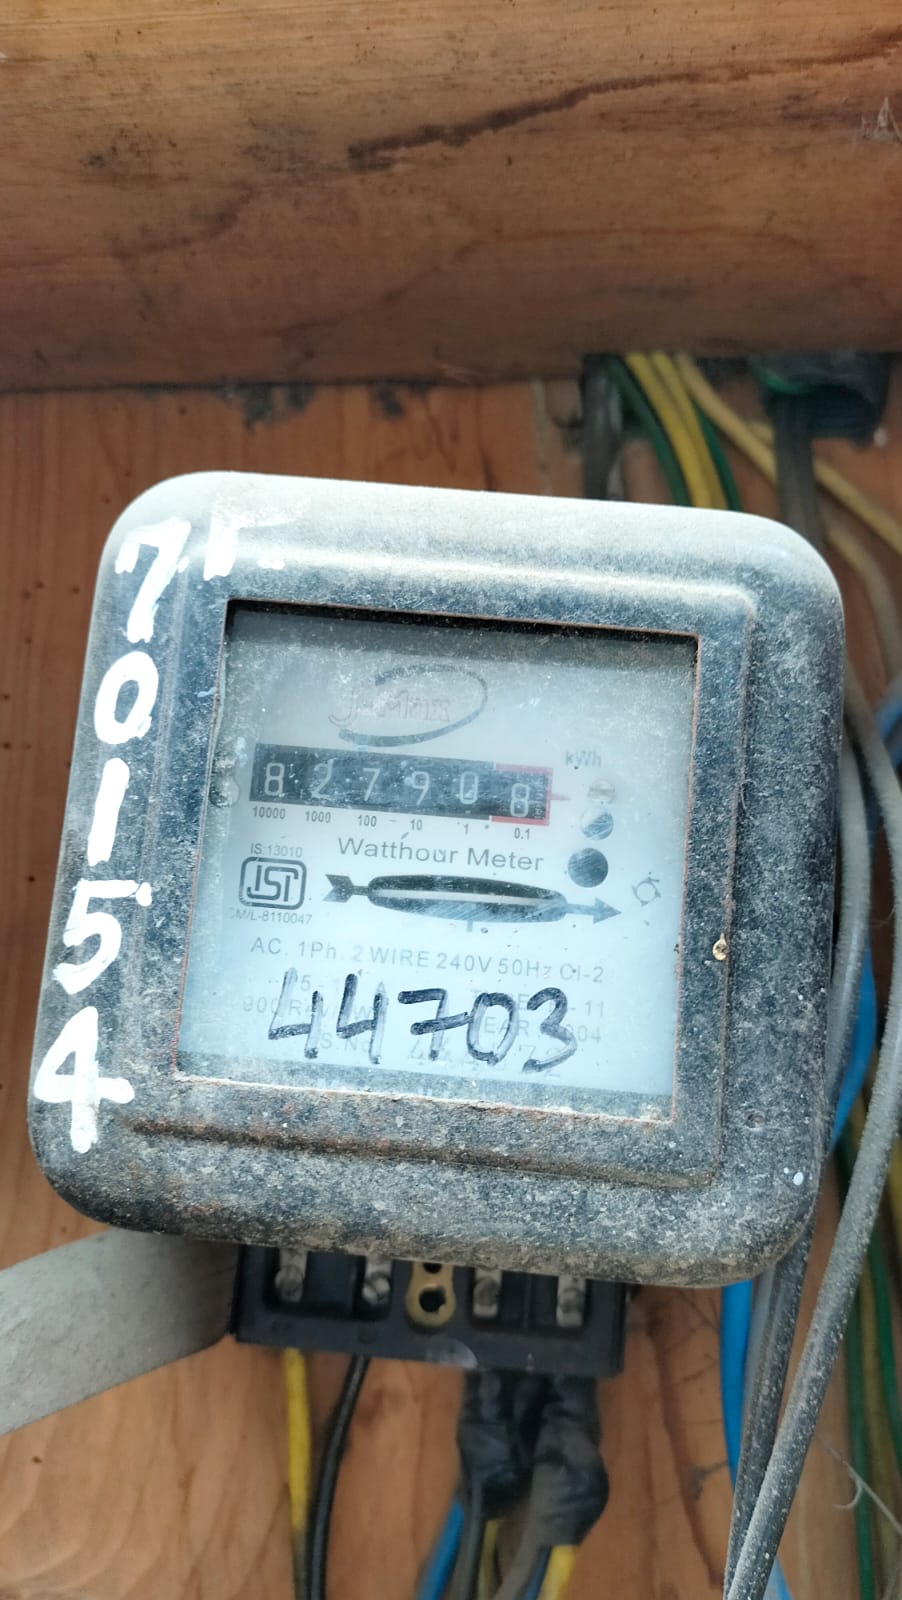 70154
kWh
8 2 7 9 0 8
10000 1000 100 10 1 0.1
Watthour Meter
IS:13010
ISI
CM/L-8110047
AC. 1Ph. 2 WIRE 240V 50Hz Cl-2
44703